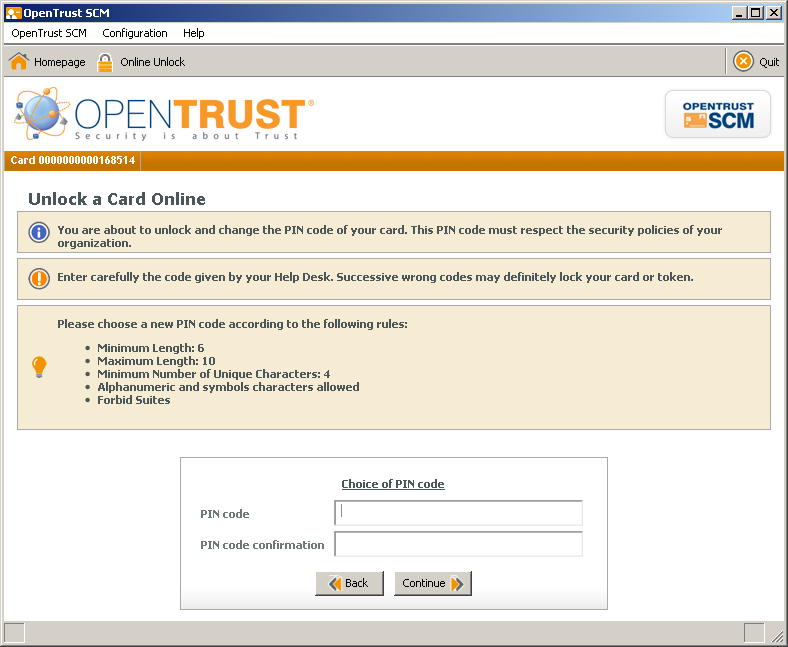 OpenTrust SCM
OpenTrust SCM Configuration Help
Homepage Online Unlock Quit
OPENTRUST®
Security is about Trust
OPENTRUST
SCM
Card 0000000000168514
Unlock a Card Online
You are about to unlock and change the PIN code of your card. This PIN code must respect the security policies of your
organization.
Enter carefully the code given by your Help Desk. Successive wrong codes may definitely lock your card or token.
Please choose a new PIN code according to the following rules:
• Minimum Length: 6
• Maximum Length: 10
• Minimum Number of Unique Characters: 4
• Alphanumeric and symbols characters allowed
• Forbid Suites
Choice of PIN code
PIN code
PIN code confirmation
Back Continue